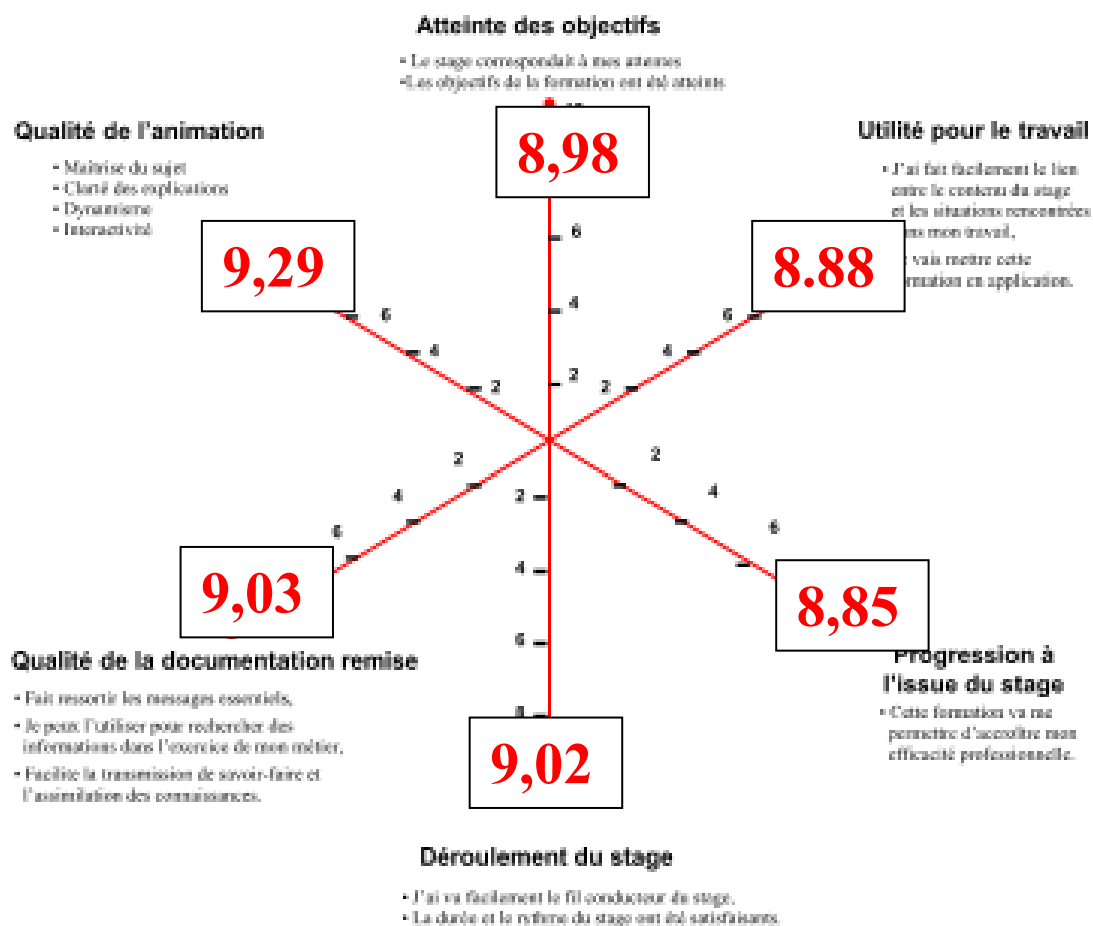 Atteinte des objectifs
• Le stage correspondait à mes attentes
•Les objectifs de la formation ont été atteints
8,98
Qualité de l'animation
• Maîtrise du sujet
• Clarté des explications
• Dynamisme
• Interactivité
9,29
Utilité pour le travail
• J'ai fait facilement le lien
entre le contenu du stage
et les situations rencontrées
mon travail,
vais mettre cette
en application.
8.88
6
4
2
6
4
2
6
4
2
2
4
6
2
4
6
2
4
6
9,03
Qualité de la documentation remise
• Fait ressortir les messages essentiels,
• Je peux l'utiliser pour rechercher des
informations dans l'exercice de mon métier,
• Facilite la transmission de savoir-faire et
l'assimilation des connaissances.
8,85
Progression à
l'issue du stage
• Cette formation va me
permettre d'accroître mon
efficacité professionnelle.
9,02
Déroulement du stage
• J'ai vu facilement le fil conducteur du stage,
• La durée et le rythme du stage ont été satisfaisants